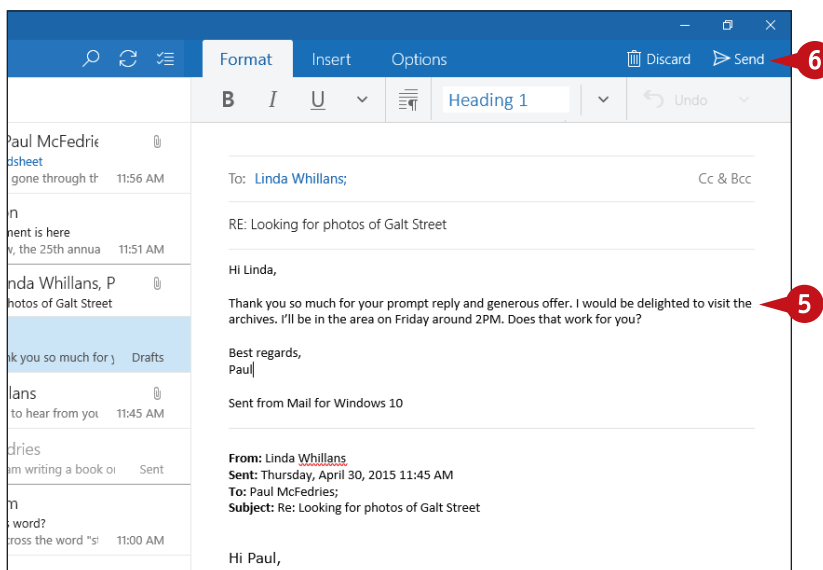 Format Insert Options Discard Send 6
B I U Heading 1 Undo
Paul McFedrie
dsheet
gone through th 11:56 AM
on
ment is here
w, the 25th annua 11:51 AM
nda Whillans, P
hotos of Galt Street
nk you so much for y Drafts
lans
to hear from you 11:45 AM
dries
am writing a book or Sent
m
s word?
cross the word "st 11:00 AM
To: Linda Whillans; Cc & Bcc
RE: Looking for photos of Galt Street
Hi Linda,
Thank you so much for your prompt reply and generous offer. I would be delighted to visit the 5
archives. I'll be in the area on Friday around 2PM. Does that work for you?
Best regards,
Paul
Sent from Mail for Windows 10
From: Linda Whillans
Sent: Thursday, April 30, 2015 11:45 AM
To: Paul McFedries;
Subject: Re: Looking for photos of Galt Street
Hi Paul,